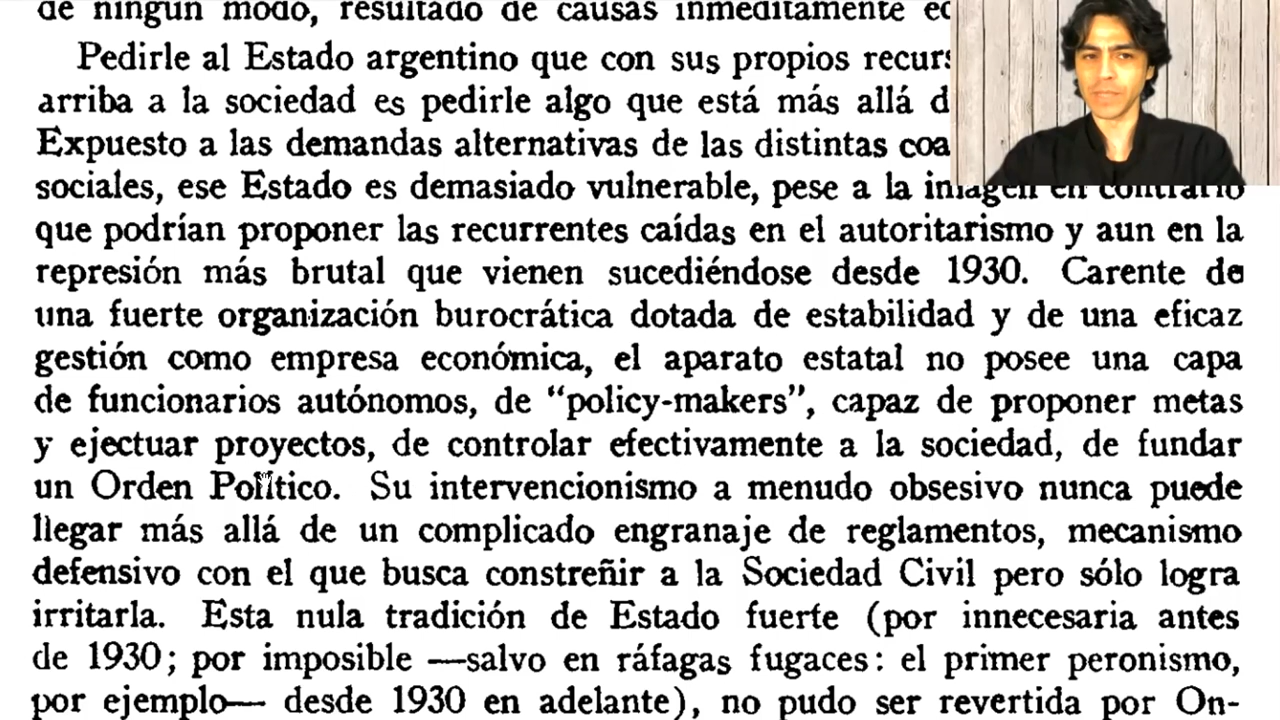 de ningún modo, resultado de causas inmeditamente
Pedirle al Estado argentino que con sus propios
arriba a la sociedad es pedirle algo que está más allá
Expuesto a las demandas alternativas de las distintas
sociales, ese Estado es demasiado vulnerable, pese a la imagen en contrario
que podrían proponer las recurrentes caídas en el autoritarismo y aun en la
represión más brutal que vienen sucediéndose desde 1930. Carente de
una fuerte organización burocrática dotada de estabilidad y de una eficaz
gestión como empresa económica, el aparato estatal no posee una capa
de funcionarios autónomos, de “policy-makers”, capaz de proponer metas
y ejectuar proyectos, de controlar efectivamente a la sociedad, de fundar
un Orden Político. Su intervencionismo a menudo obsesivo nunca puede
llegar más allá de un complicado engranaje de reglamentos, mecanismo
defensivo con el que busca constreñir a la Sociedad Civil pero sólo logra
irritarla. Esta nula tradición de Estado fuerte (por innecesaria antes
de 1930; por imposible —salvo en ráfagas fugaces: el primer peronismo,
por ejemplo— desde 1930 en adelante), no pudo ser revertida por On-